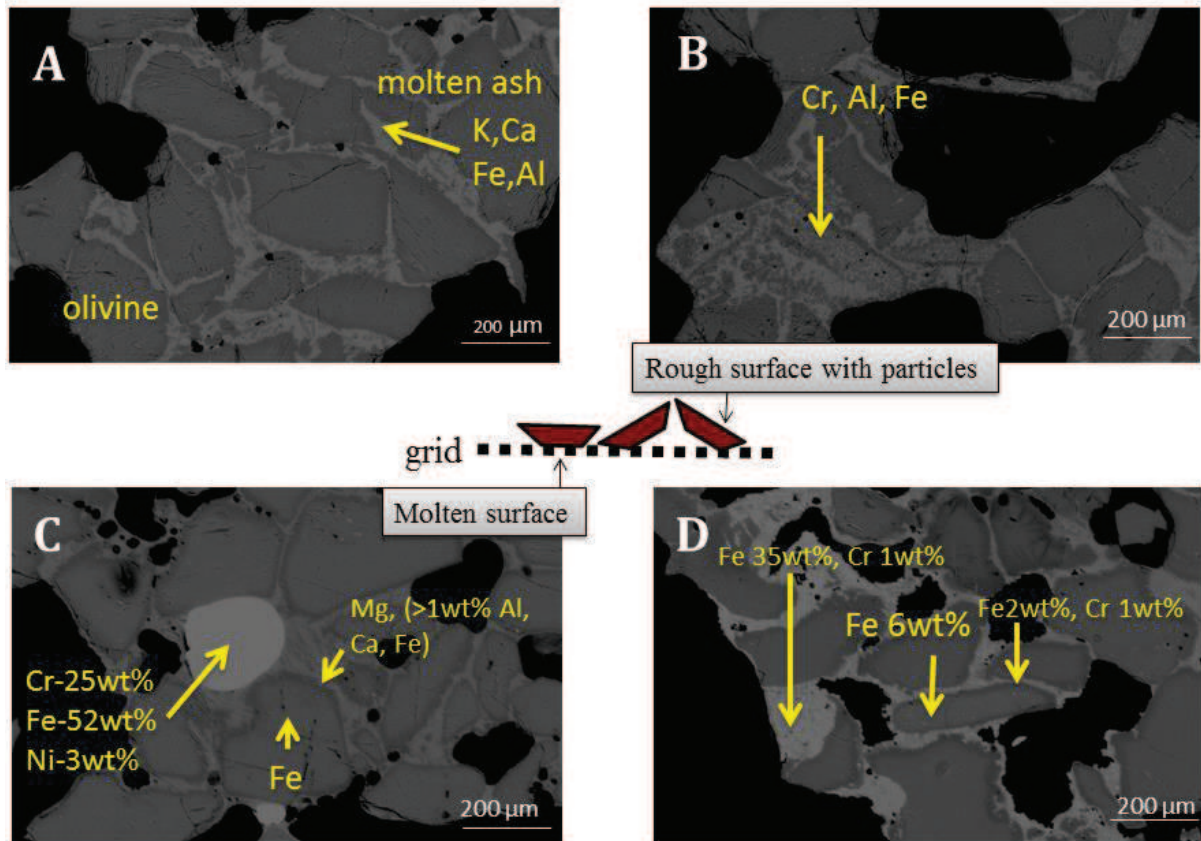 A
molten ash
K,Ca
Fe,Al
olivine
200 µm
B
Cr, Al, Fe
200 µm
Rough surface with particles
grid
Molten surface
C
Mg, (>1wt% Al,
Ca, Fe)
Cr-25wt%
Fe-52wt%
Ni-3wt%
Fe
200 µm
D
Fe 35wt%, Cr 1wt%
Fe 6wt%
Fe2wt%, Cr 1wt%
200 µm